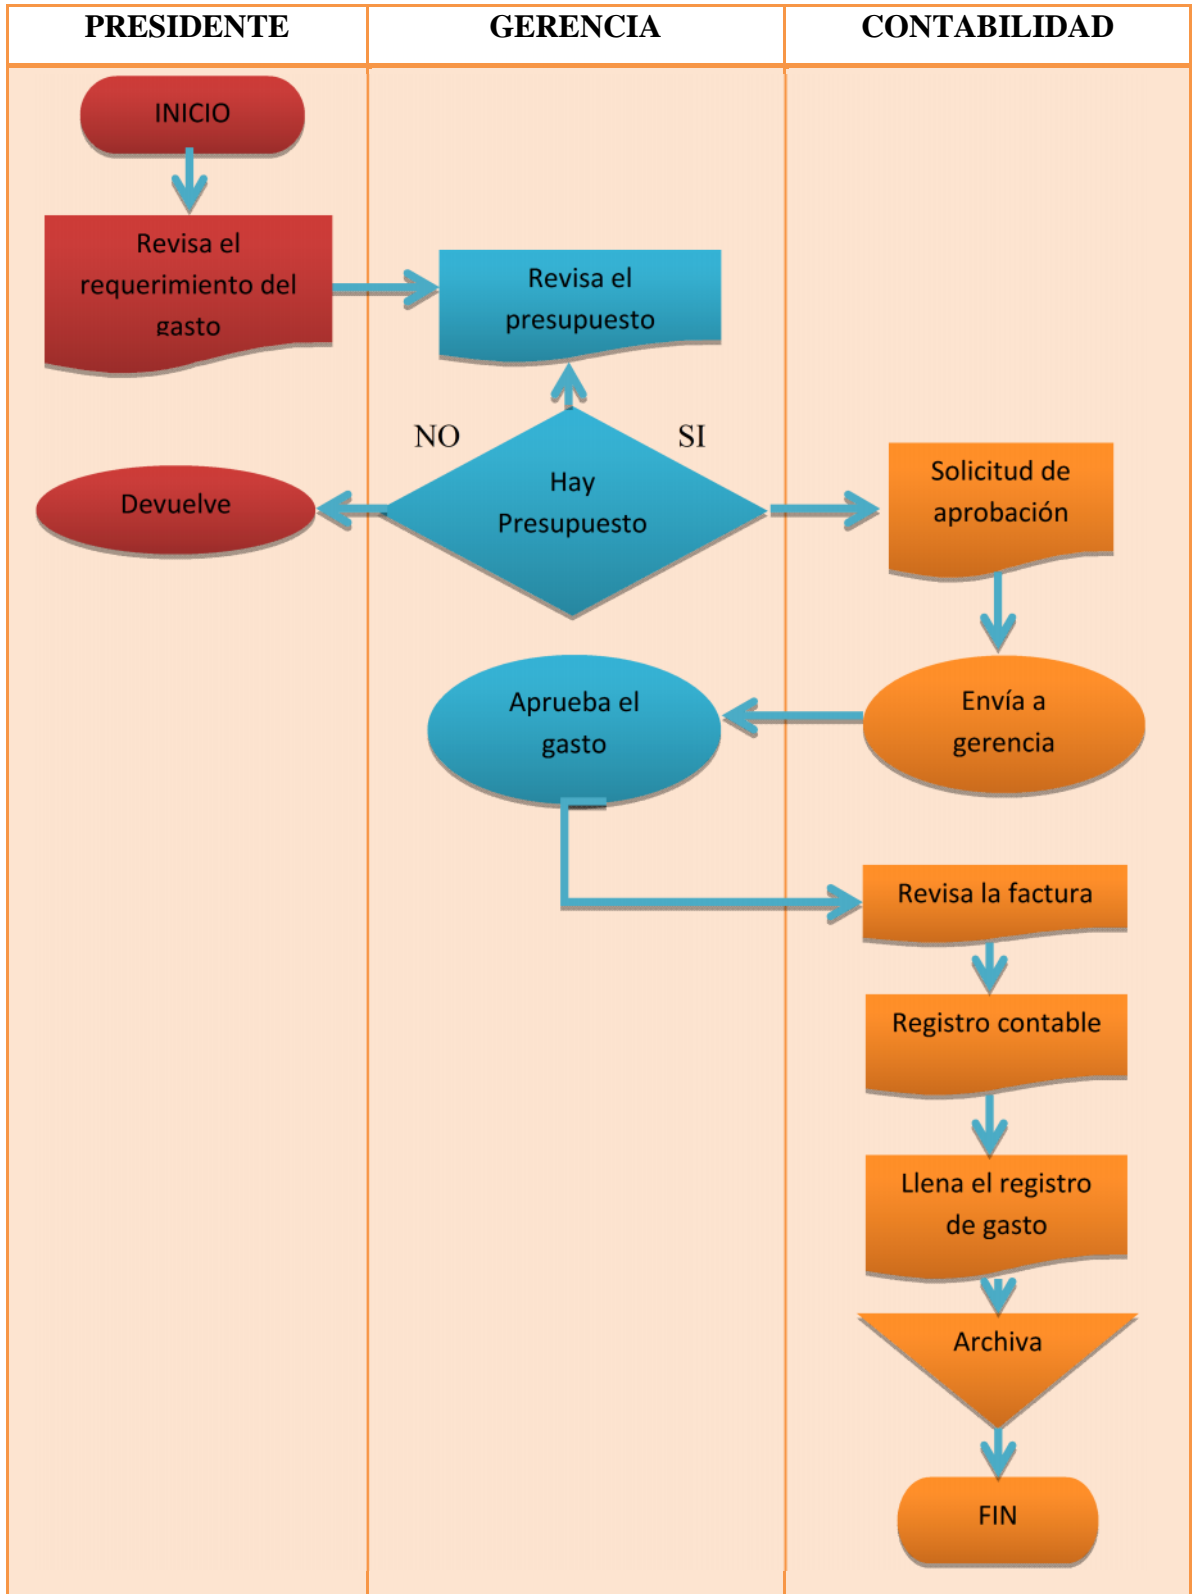 PRESIDENTE
GERENCIA
CONTABILIDAD
INICIO
Revisa el
requerimiento del
gasto
Revisa el
presupuesto
NO
SI
Devuelve
Hay
Presupuesto
Solicitud de
aprobación
Aprueba el
gasto
Envía a
gerencia
Revisa la factura
Registro contable
Llena el registro
de gasto
Archiva
FIN